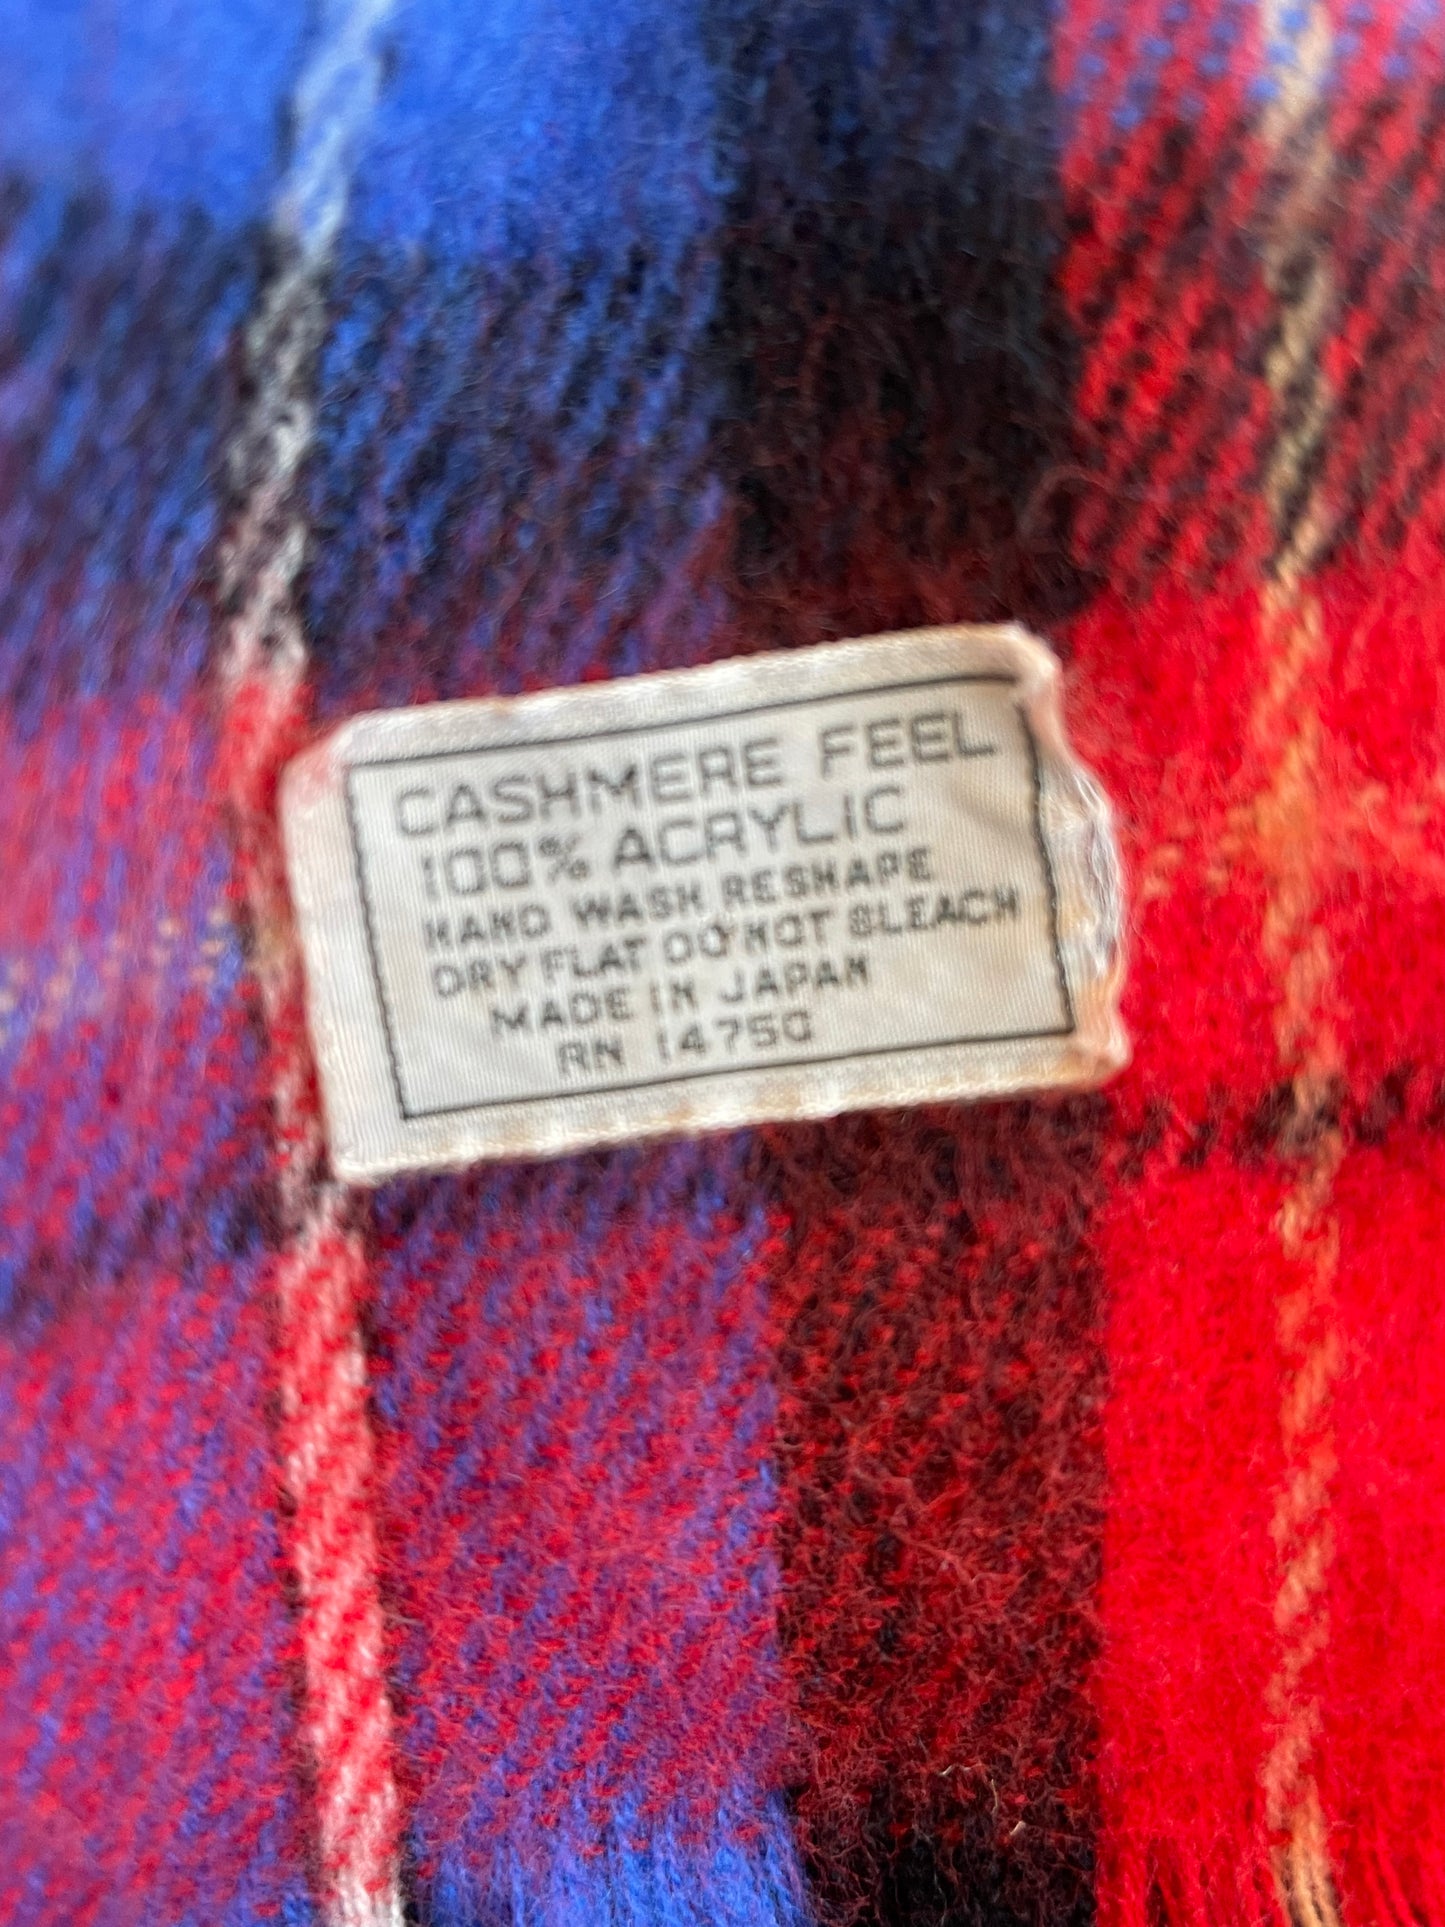 CASHMERE FEEL
100% ACRYLIC
HAND WASH RESHAPE
DRY FLAT DO NOT BLEACH
MADE IN JAPAN
RN 14750